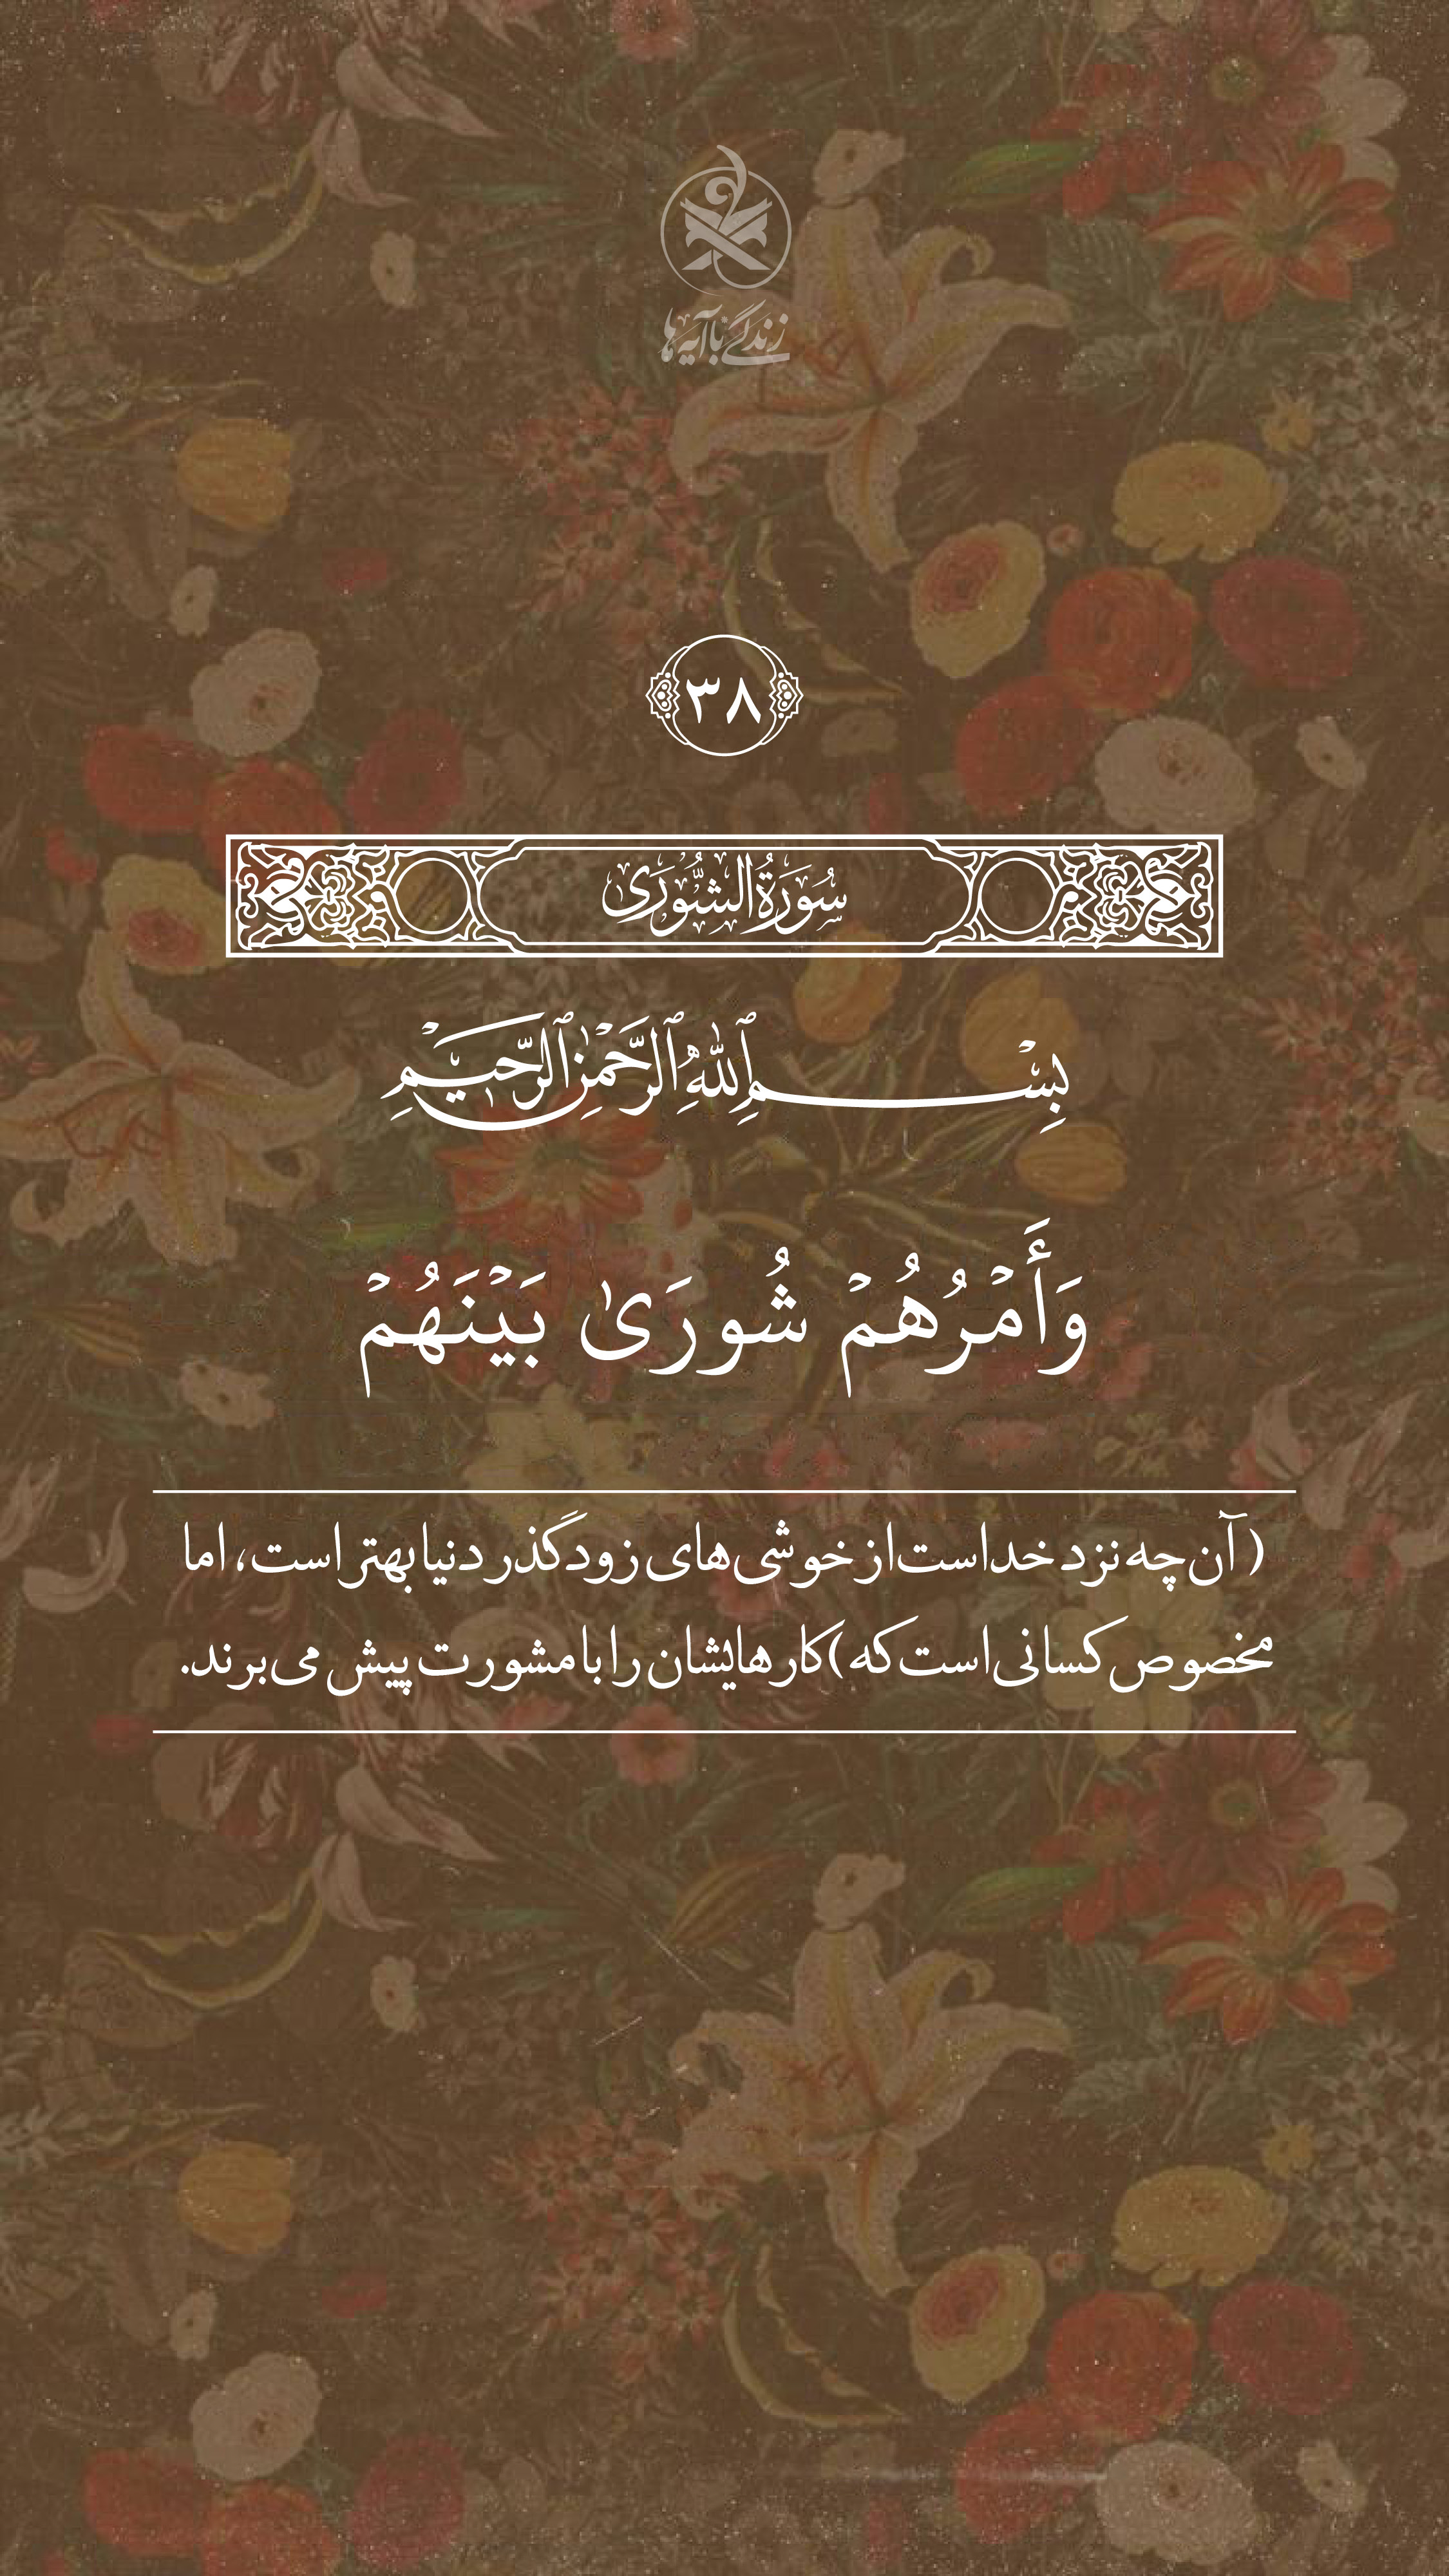 زندگی با آیه‌ها
۳۸
سُورَةُ الشُّورَىٰ
بِسْمِ ٱللَّهِ ٱلرَّحْمَٰنِ ٱلرَّحِيمِ
وَأَمْرُهُمْ شُورَىٰ بَيْنَهُمْ
(آن‌چه نزد خداست از خوشی‌های زودگذر دنیا بهتر است، اما
مخصوص کسانی است که) کارهایشان را با مشورت پیش می‌برند.